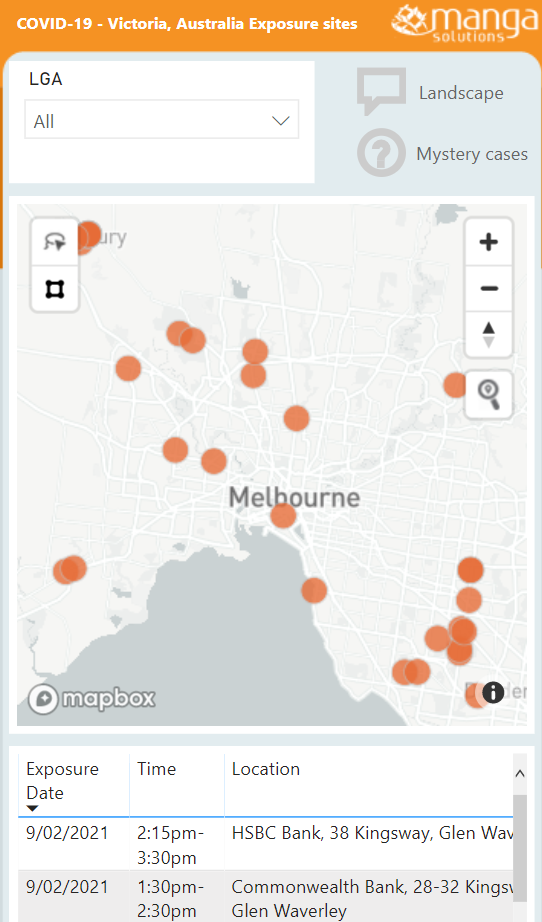 COVID-19 - Victoria, Australia Exposure sites
manga
solutions
LGA
All
Landscape
Mystery cases
ury
Melbourne
mapbox
Exposure
Date
Time
Location
9/02/2021
2:15pm-
3:30pm
HSBC Bank, 38 Kingsway, Glen Wav
9/02/2021
1:30pm-
2:30pm
Commonwealth Bank, 28-32 Kingsw
Glen Waverley